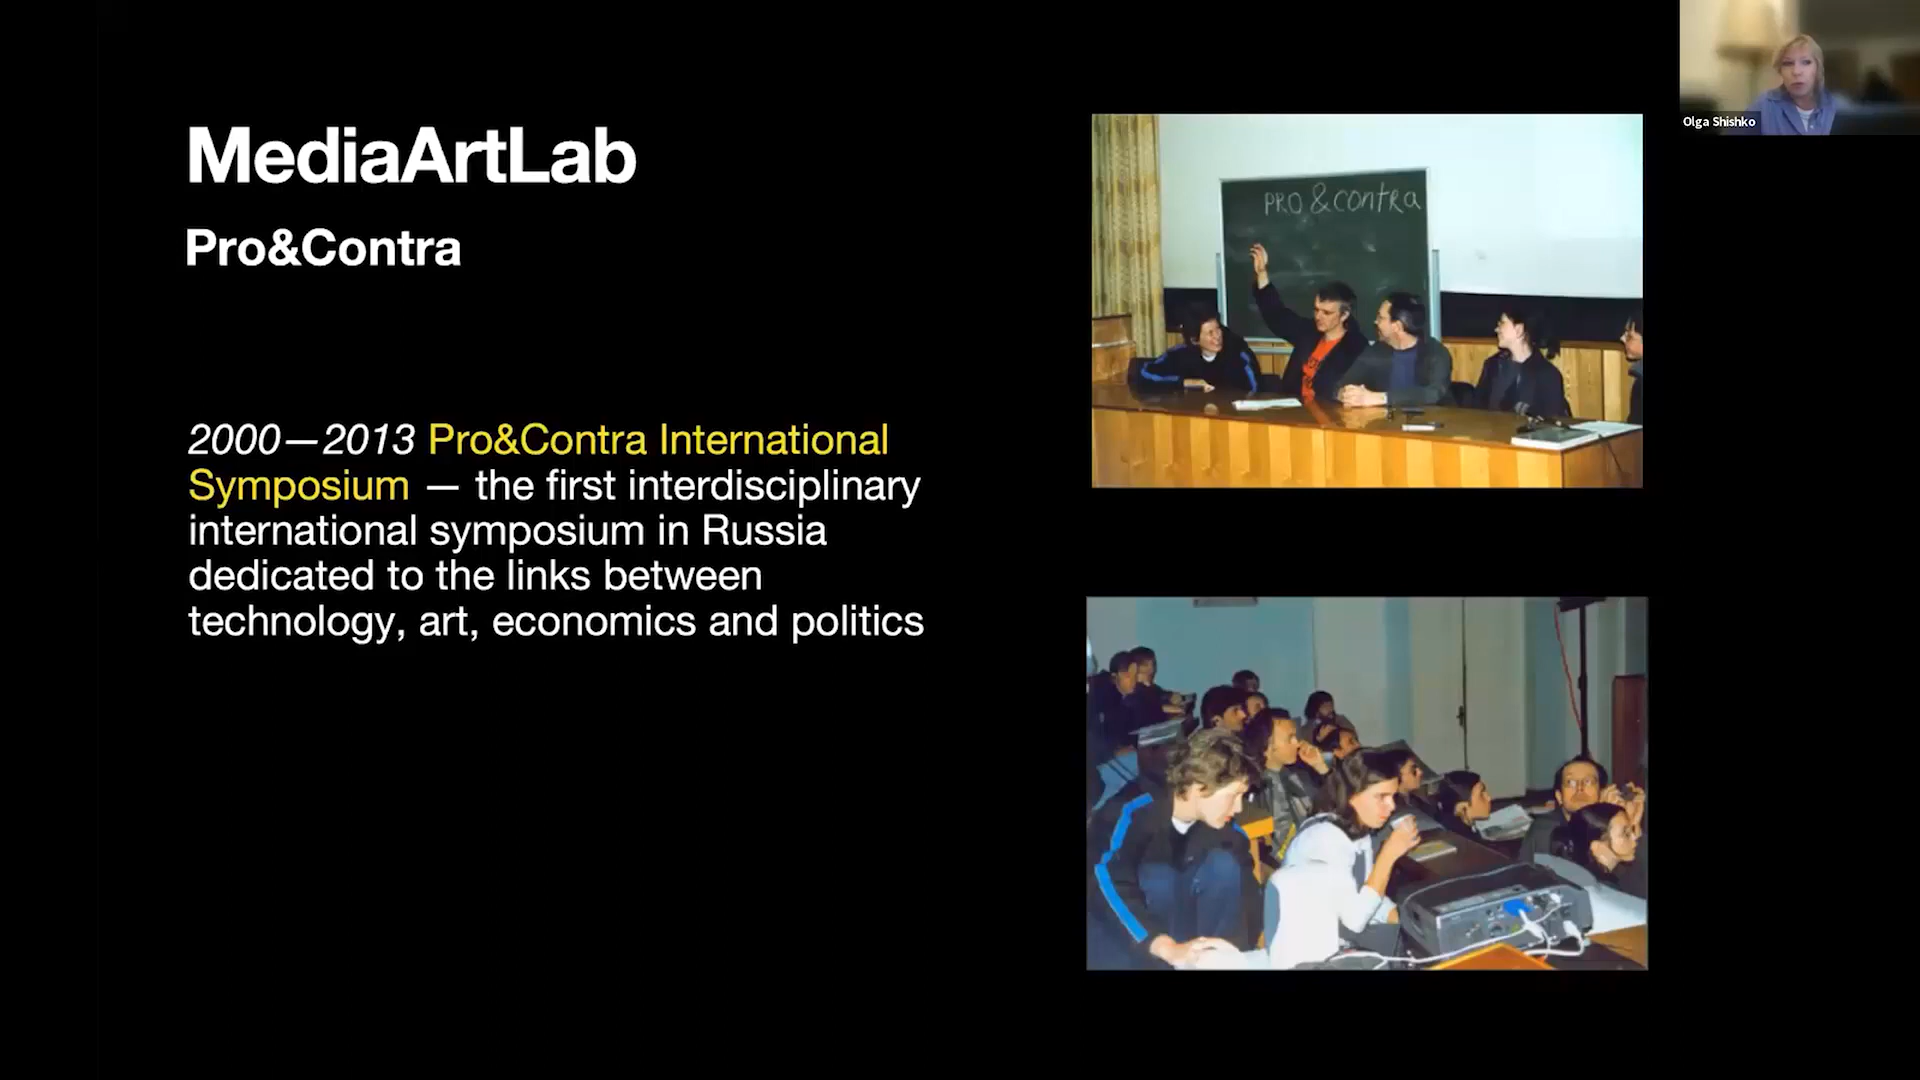 MediaArtLab
Pro&Contra
2000—2013 Pro&Contra International
Symposium — the first interdisciplinary
international symposium in Russia
dedicated to the links between
technology, art, economics and politics
PRO & contra
Olga Shishko